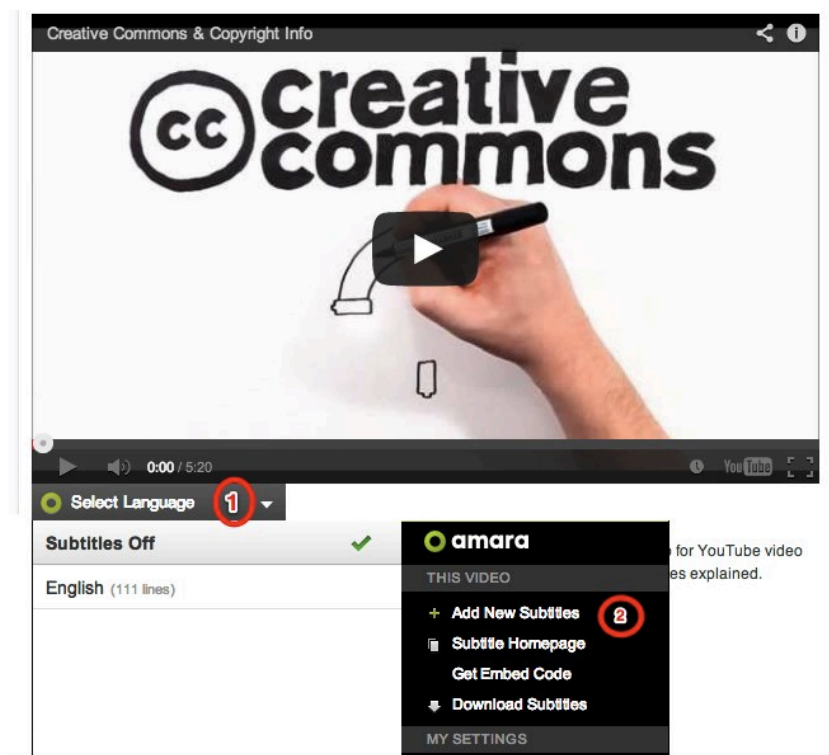 Creative Commons & Copyright Info
cc creative
commons
0:00 / 5:20
YouTube
Select Language 1
Subtitles Off
English (111 lines)
amara
THIS VIDEO
+ Add New Subtitles 2
Subtitle Homepage
Get Embed Code
Download Subtitles
MY SETTINGS
for YouTube video
es explained.